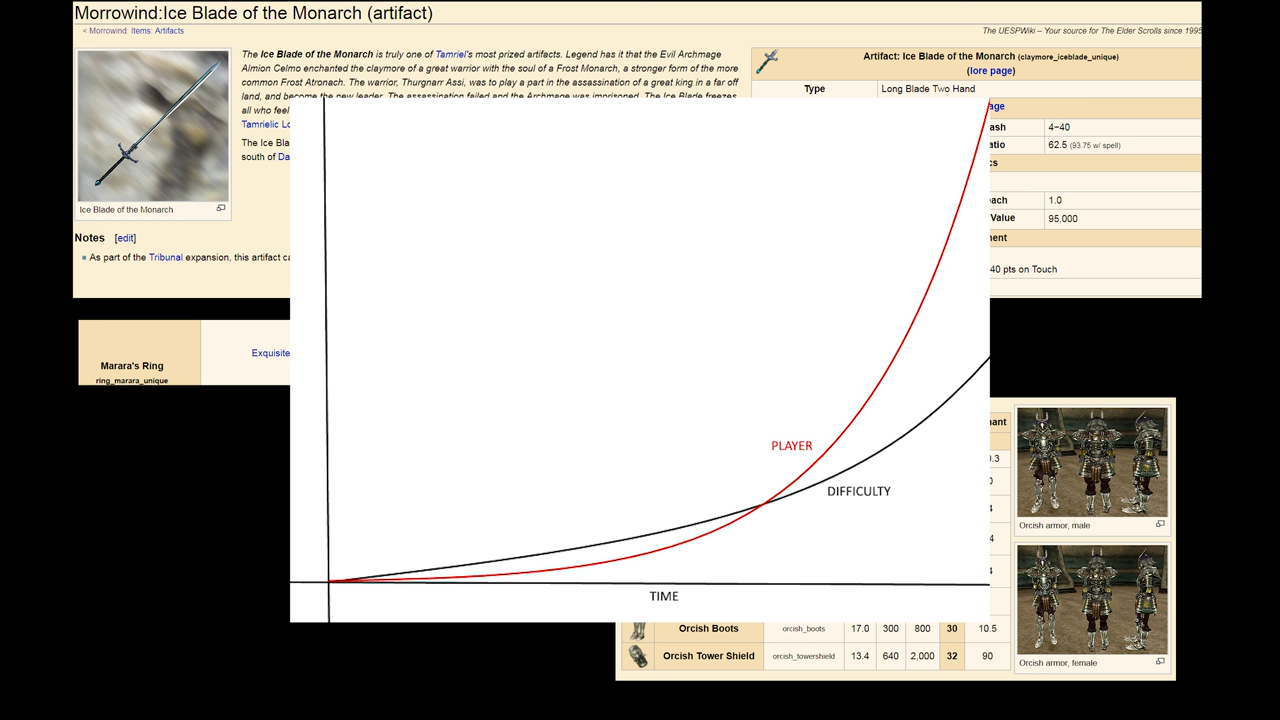 Morrowind:Ice Blade of the Monarch (artifact)
< Morrowind: Items: Artifacts
The UESPWiki – Your source for The Elder Scrolls since 1995
The Ice Blade of the Monarch is truly one of Tamriel's most prized artifacts. Legend has it that the Evil Archmage
Almion Celmo enchanted the claymore of a great warrior with the soul of a Frost Monarch, a stronger form of the more
common Frost Atronach. The warrior, Thurgnarr Assi, was to play a part in the assassination of a great king in a far off
land, and become the new leader. The assassination failed and the Archmage was imprisoned. The Ice Blade freezes
all who feel
Tamrielic Lo
The Ice Bla
south of Da
Ice Blade of the Monarch
Notes [edit]
As part of the Tribunal expansion, this artifact ca
Artifact: Ice Blade of the Monarch (claymore_iceblade_unique)
(lore page)
Type Long Blade Two Hand
age
ash 4–40
atio 62.5 (93.75 w/ spell)
cs
each 1.0
Value 95,000
ent
40 pts on Touch
Marara's Ring
ring_marara_unique
Exquisite
PLAYER
DIFFICULTY
TIME
ant
0.3
0
4
4
4
Orcish Boots orcish_boots 17.0 300 800 30 10.5
Orcish Tower Shield orcish_towershield 13.4 640 2,000 32 90
Orcish armor, male
Orcish armor, female